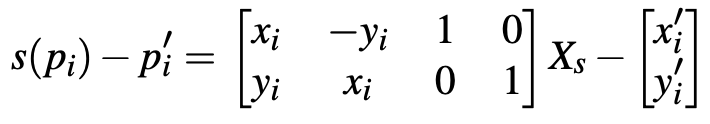 s(p_i) − p′_i = [x_i −y_i 1 0; y_i x_i 0 1] X_s − [x′_i; y′_i]